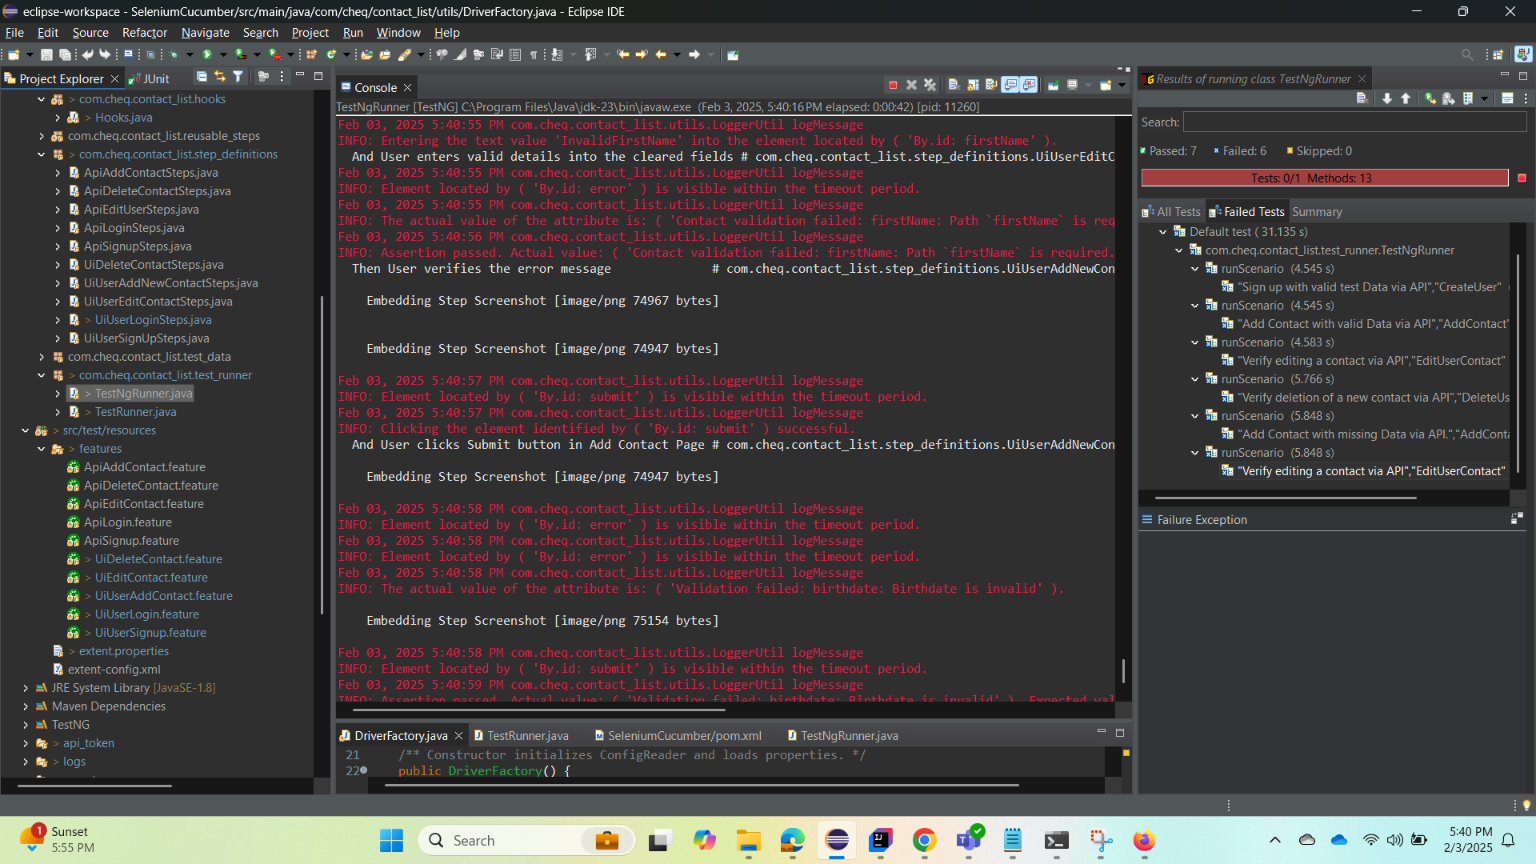 eclipse-workspace - SeleniumCucumber/src/main/java/com/cheq/contact_list/utils/DriverFactory.java - Eclipse IDE
File Edit Source Refactor Navigate Search Project Run Window Help
Project Explorer
JUnit
> com.cheq.contact_list.hooks
> Hooks.java
com.cheq.contact_list.reusable_steps
> com.cheq.contact_list.step_definitions
ApiAddContactSteps.java
ApiDeleteContactSteps.java
ApiEditUserSteps.java
ApiLoginSteps.java
ApiSignupSteps.java
UiDeleteContactSteps.java
UiUserAddNewContactSteps.java
UiUserEditContactSteps.java
> UiUserLoginSteps.java
UiUserSignUpSteps.java
com.cheq.contact_list.test_data
> com.cheq.contact_list.test_runner
> TestNgRunner.java
> TestRunner.java
> src/test/resources
> features
ApiAddContact.feature
ApiDeleteContact.feature
ApiEditContact.feature
ApiLogin.feature
ApiSignup.feature
> UiDeleteContact.feature
> UiEditContact.feature
> UiUserAddContact.feature
> UiUserLogin.feature
> UiUserSignup.feature
> extent.properties
extent-config.xml
JRE System Library [JavaSE-1.8]
Maven Dependencies
TestNG
> api_token
> logs
Console
TestNgRunner [TestNG] C:\Program Files\Java\jdk-23\bin\javaw.exe (Feb 3, 2025, 5:40:16 PM elapsed: 0:00:42) [pid: 11260]
Feb 03, 2025 5:40:55 PM com.cheq.contact_list.utils.LoggerUtil logMessage
INFO: Entering the text value 'InvalidFirstName' into the element located by ( 'By.id: firstName' ).
And User enters valid details into the cleared fields # com.cheq.contact_list.step_definitions.UiUserEditC
Feb 03, 2025 5:40:55 PM com.cheq.contact_list.utils.LoggerUtil logMessage
INFO: Element located by ( 'By.id: error' ) is visible within the timeout period.
Feb 03, 2025 5:40:55 PM com.cheq.contact_list.utils.LoggerUtil logMessage
INFO: The actual value of the attribute is: ( 'Contact validation failed: firstName: Path `firstName` is req
Feb 03, 2025 5:40:56 PM com.cheq.contact_list.utils.LoggerUtil logMessage
INFO: Assertion passed. Actual value: ( 'Contact validation failed: firstName: Path `firstName` is required.
Then User verifies the error message # com.cheq.contact_list.step_definitions.UiUserAddNewCon
Embedding Step Screenshot [image/png 74967 bytes]
Embedding Step Screenshot [image/png 74947 bytes]
Feb 03, 2025 5:40:57 PM com.cheq.contact_list.utils.LoggerUtil logMessage
INFO: Element located by ( 'By.id: submit' ) is visible within the timeout period.
Feb 03, 2025 5:40:57 PM com.cheq.contact_list.utils.LoggerUtil logMessage
INFO: Clicking the element identified by ( 'By.id: submit' ) successful.
And User clicks Submit button in Add Contact Page # com.cheq.contact_list.step_definitions.UiUserAddNewCon
Embedding Step Screenshot [image/png 74947 bytes]
Feb 03, 2025 5:40:58 PM com.cheq.contact_list.utils.LoggerUtil logMessage
INFO: Element located by ( 'By.id: error' ) is visible within the timeout period.
Feb 03, 2025 5:40:58 PM com.cheq.contact_list.utils.LoggerUtil logMessage
INFO: Element located by ( 'By.id: error' ) is visible within the timeout period.
Feb 03, 2025 5:40:58 PM com.cheq.contact_list.utils.LoggerUtil logMessage
INFO: The actual value of the attribute is: ( 'Validation failed: birthdate: Birthdate is invalid' ).
Embedding Step Screenshot [image/png 75154 bytes]
Feb 03, 2025 5:40:58 PM com.cheq.contact_list.utils.LoggerUtil logMessage
INFO: Element located by ( 'By.id: submit' ) is visible within the timeout period.
Feb 03, 2025 5:40:59 PM com.cheq.contact_list.utils.LoggerUtil logMessage
INFO: Assertion passed. Actual value: ( 'Validation failed: birthdate: Birthdate is invalid' ). Expected val
DriverFactory.java
TestRunner.java
SeleniumCucumber/pom.xml
TestNgRunner.java
21 /** Constructor initializes ConfigReader and loads properties. */
22 public DriverFactory() {
Results of running class TestNgRunner
Search:
Passed: 7 Failed: 6 Skipped: 0
Tests: 0/1 Methods: 13
All Tests Failed Tests Summary
Default test ( 31.135 s)
com.cheq.contact_list.test_runner.TestNgRunner
runScenario (4.545 s)
"Sign up with valid test Data via API","CreateUser" (
runScenario (4.545 s)
"Add Contact with valid Data via API","AddContact"
runScenario (4.583 s)
"Verify editing a contact via API","EditUserContact"
runScenario (5.766 s)
"Verify deletion of a new contact via API","DeleteUs
runScenario (5.848 s)
"Add Contact with missing Data via API.","AddConta
runScenario (5.848 s)
"Verify editing a contact via API","EditUserContact"
Failure Exception
1
Sunset
5:55 PM
Search
5:40 PM
2/3/2025